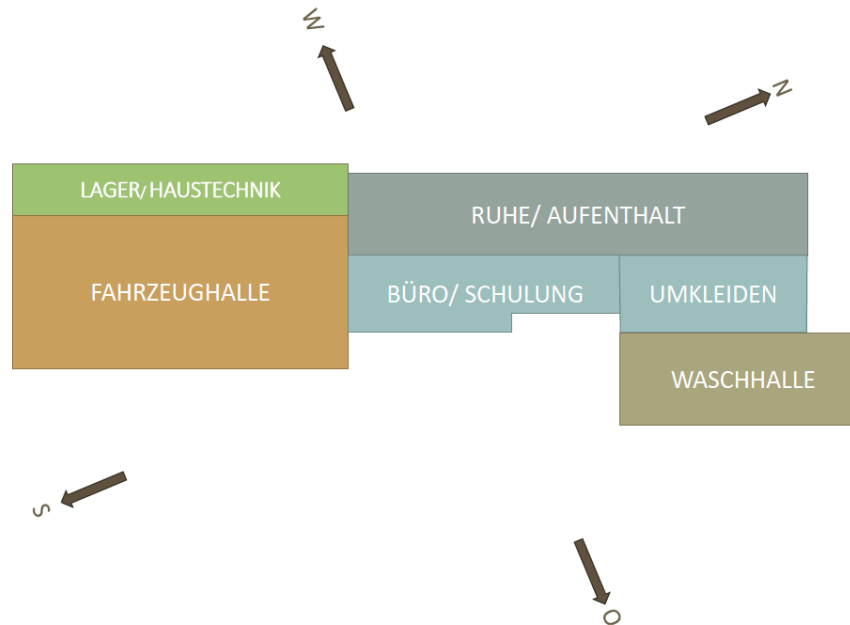 W
N
LAGER/HAUSTECHNIK
RUHE/ AUFENTHALT
FAHRZEUGHALLE
BÜRO/ SCHULUNG
UMKLEIDEN
WASCHHALLE
S
O